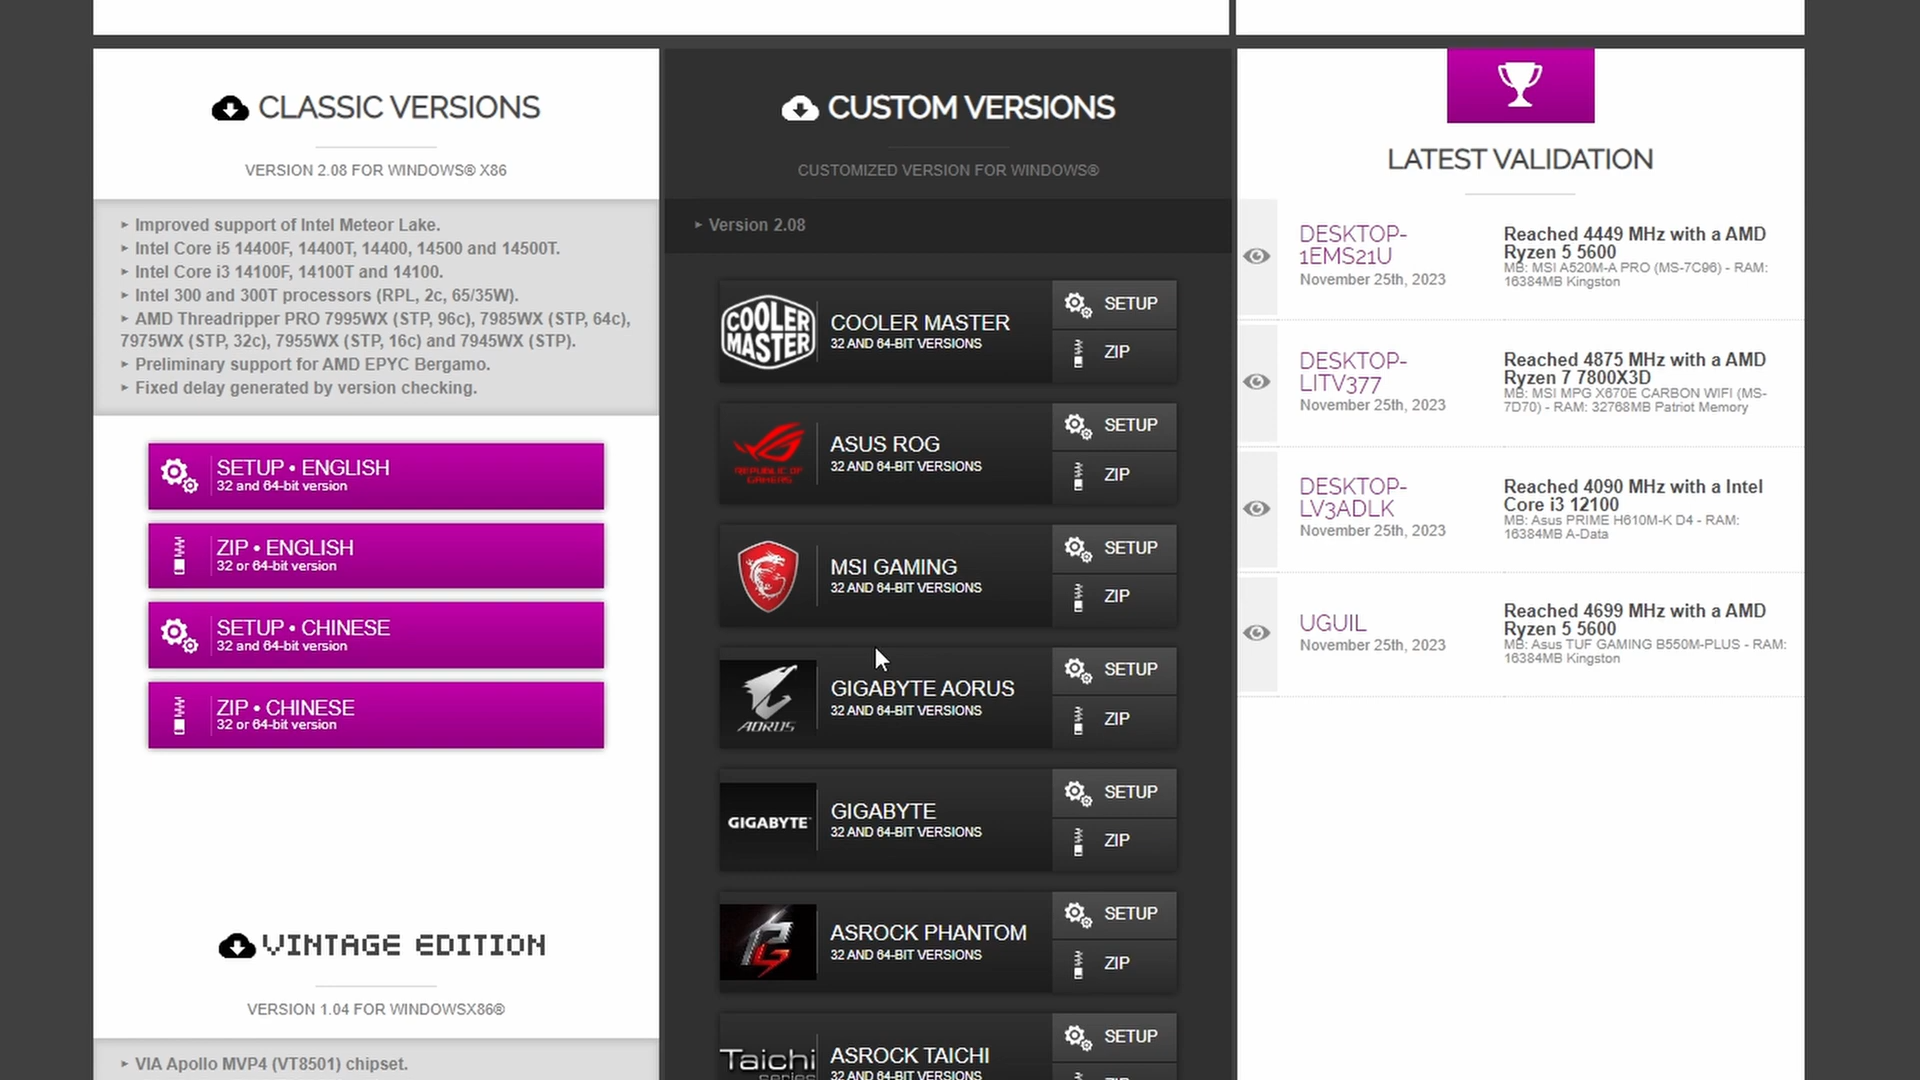 CLASSIC VERSIONS
VERSION 2.08 FOR WINDOWS® X86
▸ Improved support of Intel Meteor Lake.
▸ Intel Core i5 14400F, 14400T, 14400, 14500 and 14500T.
▸ Intel Core i3 14100F, 14100T and 14100.
▸ Intel 300 and 300T processors (RPL, 2c, 65/35W).
▸ AMD Threadripper PRO 7995WX (STP, 96c), 7985WX (STP, 64c),
7975WX (STP, 32c), 7955WX (STP, 16c) and 7945WX (STP).
▸ Preliminary support for AMD EPYC Bergamo.
▸ Fixed delay generated by version checking.
SETUP • ENGLISH
32 and 64-bit version
ZIP • ENGLISH
32 or 64-bit version
SETUP • CHINESE
32 and 64-bit version
ZIP • CHINESE
32 or 64-bit version
VINTAGE EDITION
VERSION 1.04 FOR WINDOWSX86®
▸ VIA Apollo MVP4 (VT8501) chipset.
CUSTOM VERSIONS
CUSTOMIZED VERSION FOR WINDOWS®
▸ Version 2.08
COOLER
MASTER
COOLER MASTER
32 AND 64-BIT VERSIONS
SETUP
ZIP
REPUBLIC OF
GAMERS
ASUS ROG
32 AND 64-BIT VERSIONS
SETUP
ZIP
MSI GAMING
32 AND 64-BIT VERSIONS
SETUP
ZIP
AORUS
GIGABYTE AORUS
32 AND 64-BIT VERSIONS
SETUP
ZIP
GIGABYTE
GIGABYTE
32 AND 64-BIT VERSIONS
SETUP
ZIP
ASROCK PHANTOM
32 AND 64-BIT VERSIONS
SETUP
ZIP
Taichi
series
ASROCK TAICHI
32 AND 64-BIT VERSIONS
SETUP
ZIP
LATEST VALIDATION
DESKTOP-
1EMS21U
November 25th, 2023
Reached 4449 MHz with a AMD
Ryzen 5 5600
MB: MSI A520M-A PRO (MS-7C96) - RAM:
16384MB Kingston
DESKTOP-
LITV377
November 25th, 2023
Reached 4875 MHz with a AMD
Ryzen 7 7800X3D
MB: MSI MPG X670E CARBON WIFI (MS-
7D70) - RAM: 32768MB Patriot Memory
DESKTOP-
LV3ADLK
November 25th, 2023
Reached 4090 MHz with a Intel
Core i3 12100
MB: Asus PRIME H610M-K D4 - RAM:
16384MB A-Data
UGUIL
November 25th, 2023
Reached 4699 MHz with a AMD
Ryzen 5 5600
MB: Asus TUF GAMING B550M-PLUS - RAM:
16384MB Kingston